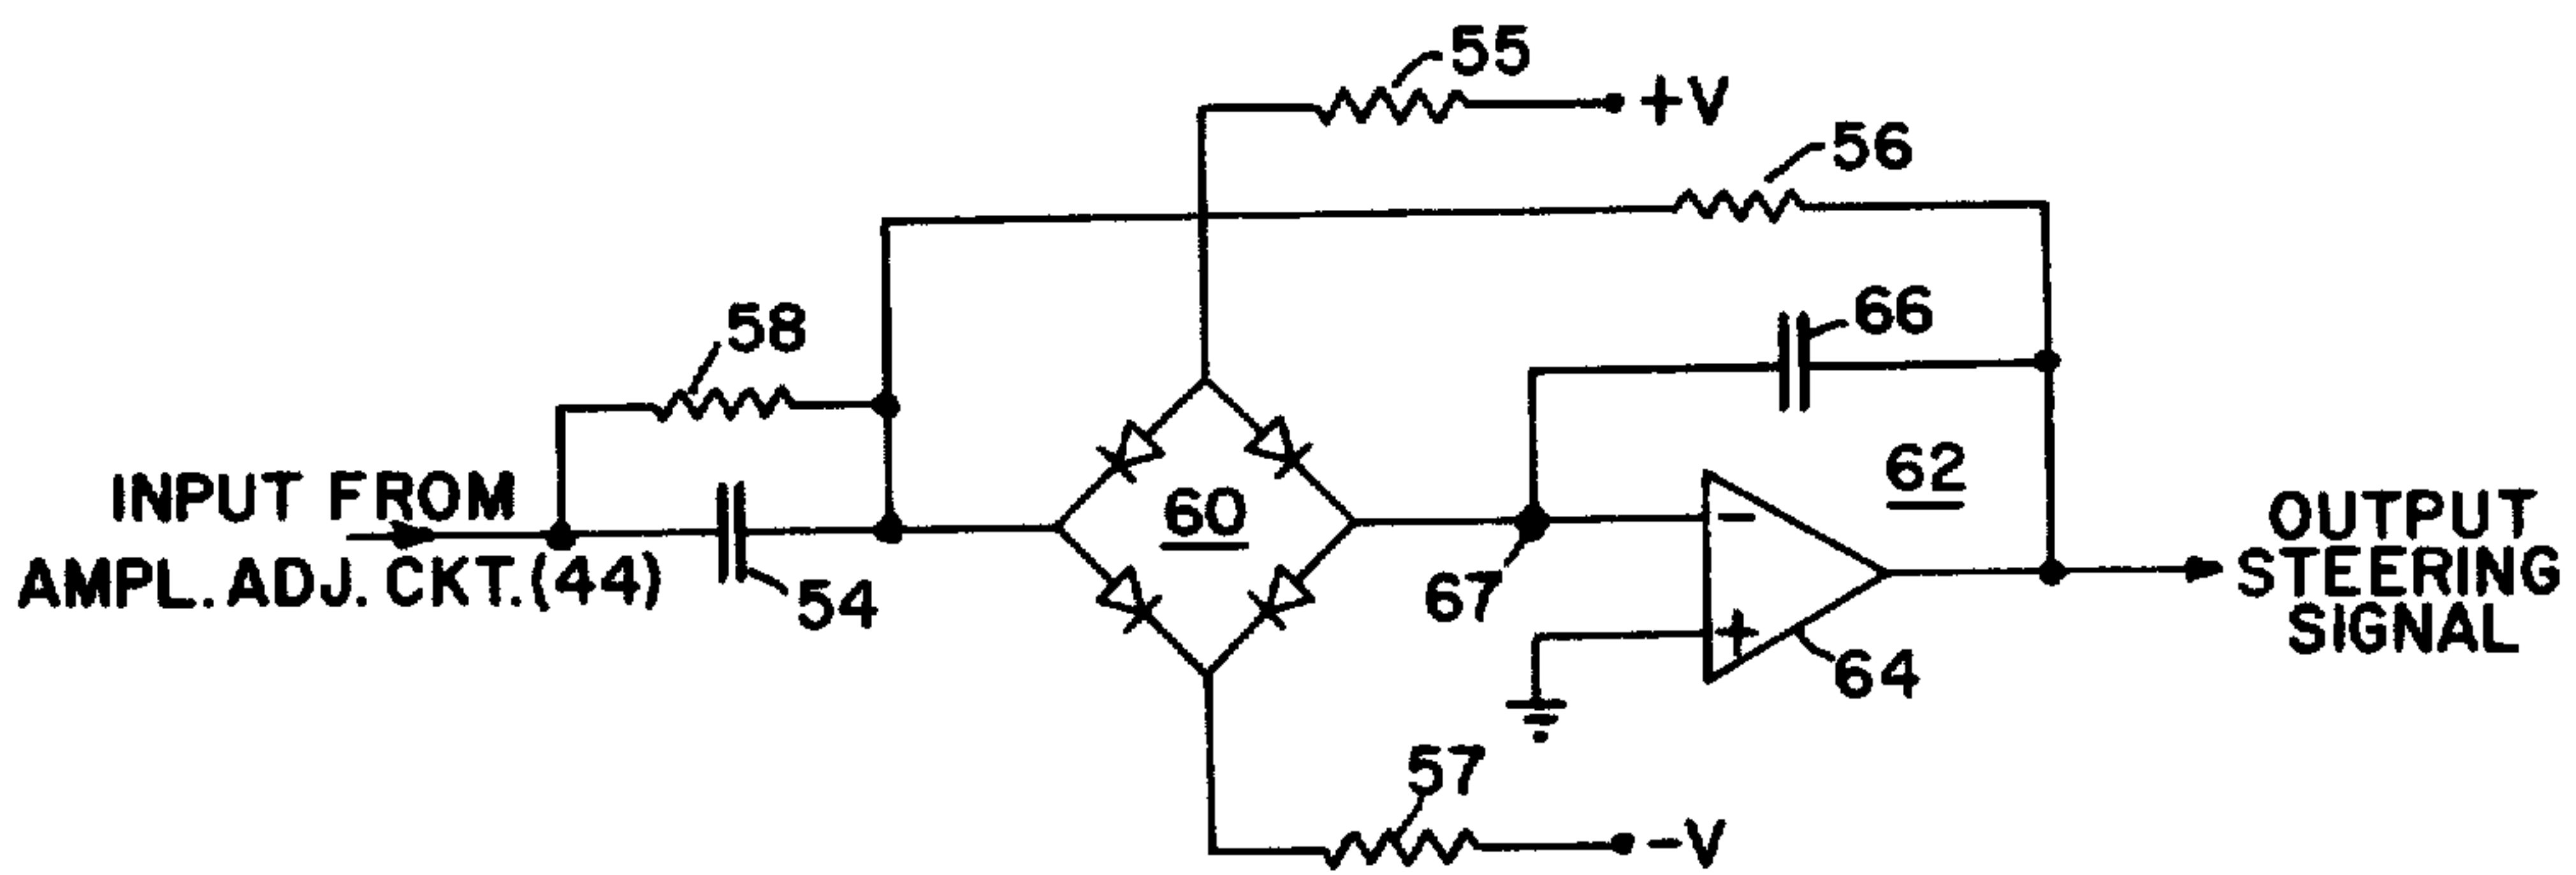 55
+V
56
58
66
INPUT FROM
AMPL. ADJ. CKT. (44)
54
60
67
-
+
62
64
OUTPUT
STEERING
SIGNAL
57
-V